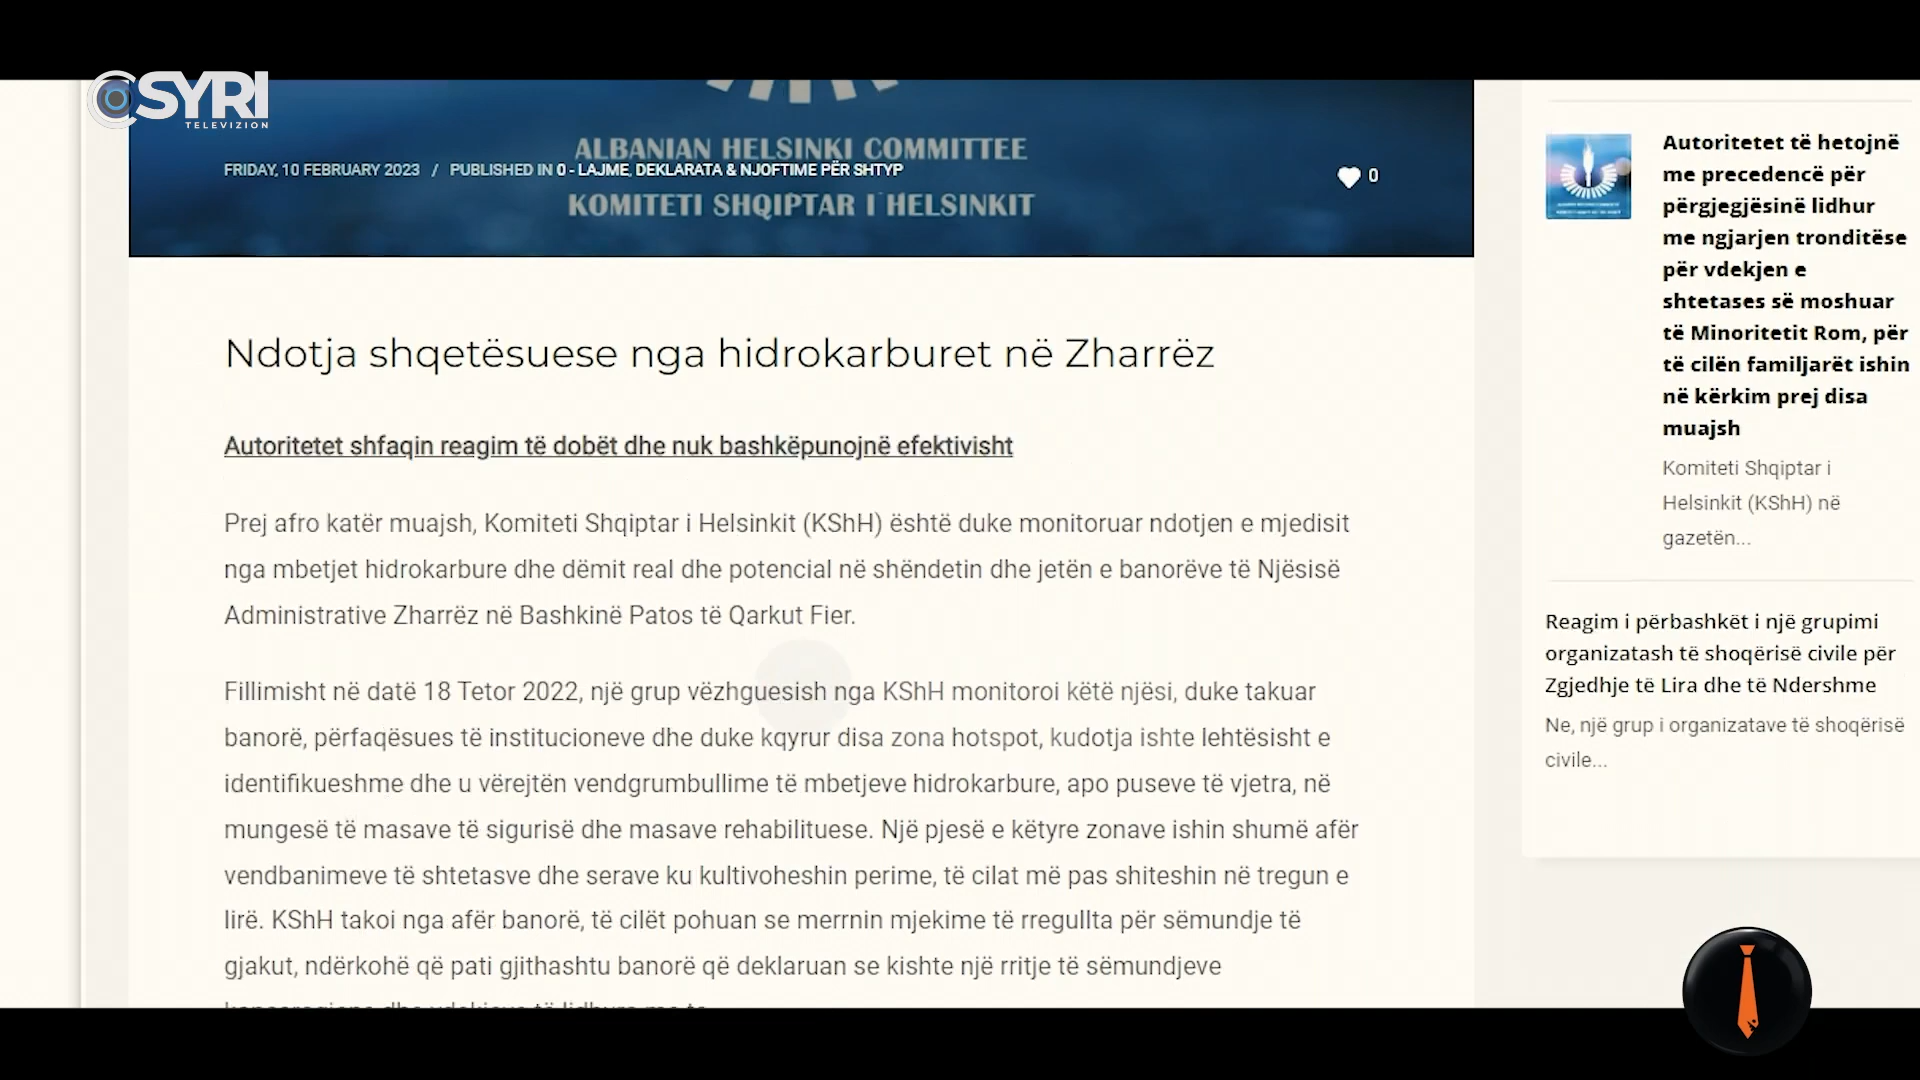 SYRI
TELEVIZION
ALBANIAN HELSINKI COMMITTEE
FRIDAY, 10 FEBRUARY 2023 / PUBLISHED IN 0 - LAJME, DEKLARATA & NJOFTIME PËR SHTYP
0
KOMITETI SHQIPTAR I HELSINKIT
Ndotja shqetësuese nga hidrokarburet në Zharrëz
Autoritetet shfaqin reagim të dobët dhe nuk bashkëpunojnë efektivisht
Prej afro katër muajsh, Komiteti Shqiptar i Helsinkit (KShH) është duke monitoruar ndotjen e mjedisit
nga mbetjet hidrokarbure dhe dëmit real dhe potencial në shëndetin dhe jetën e banorëve të Njësisë
Administrative Zharrëz në Bashkinë Patos të Qarkut Fier.
Fillimisht në datë 18 Tetor 2022, një grup vëzhguesish nga KShH monitoroi këtë njësi, duke takuar
banorë, përfaqësues të institucioneve dhe duke kqyrur disa zona hotspot, kudotja ishte lehtësisht e
identifikueshme dhe u vërejtën vendgrumbullime të mbetjeve hidrokarbure, apo puseve të vjetra, në
mungesë të masave të sigurisë dhe masave rehabilituese. Një pjesë e këtyre zonave ishin shumë afër
vendbanimeve të shtetasve dhe serave ku kultivoheshin perime, të cilat më pas shiteshin në tregun e
lirë. KShH takoi nga afër banorë, të cilët pohuan se merrnin mjekime të rregullta për sëmundje të
gjakut, ndërkohë që pati gjithashtu banorë që deklaruan se kishte një rritje të sëmundjeve
Autoritetet të hetojnë
me precedencë për
përgjegjësinë lidhur
me ngjarjen tronditëse
për vdekjen e
shtetases së moshuar
të Minoritetit Rom, për
të cilën familjarët ishin
në kërkim prej disa
muajsh
Komiteti Shqiptar i
Helsinkit (KShH) në
gazetën...
Reagim i përbashkët i një grupimi
organizatash të shoqërisë civile për
Zgjedhje të Lira dhe të Ndershme
Ne, një grup i organizatave të shoqërisë
civile...